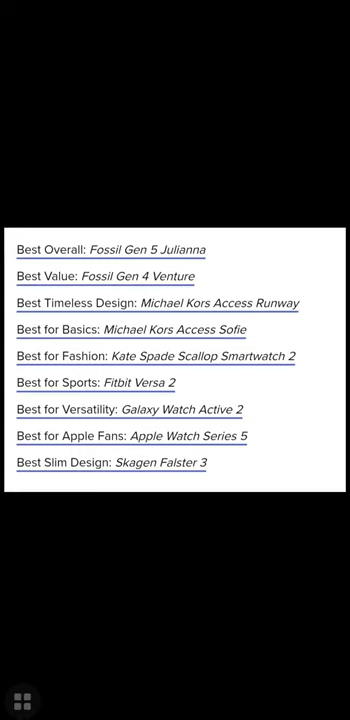 Best Overall: Fossil Gen 5 Julianna
Best Value: Fossil Gen 4 Venture
Best Timeless Design: Michael Kors Access Runway
Best for Basics: Michael Kors Access Sofie
Best for Fashion: Kate Spade Scallop Smartwatch 2
Best for Sports: Fitbit Versa 2
Best for Versatility: Galaxy Watch Active 2
Best for Apple Fans: Apple Watch Series 5
Best Slim Design: Skagen Falster 3